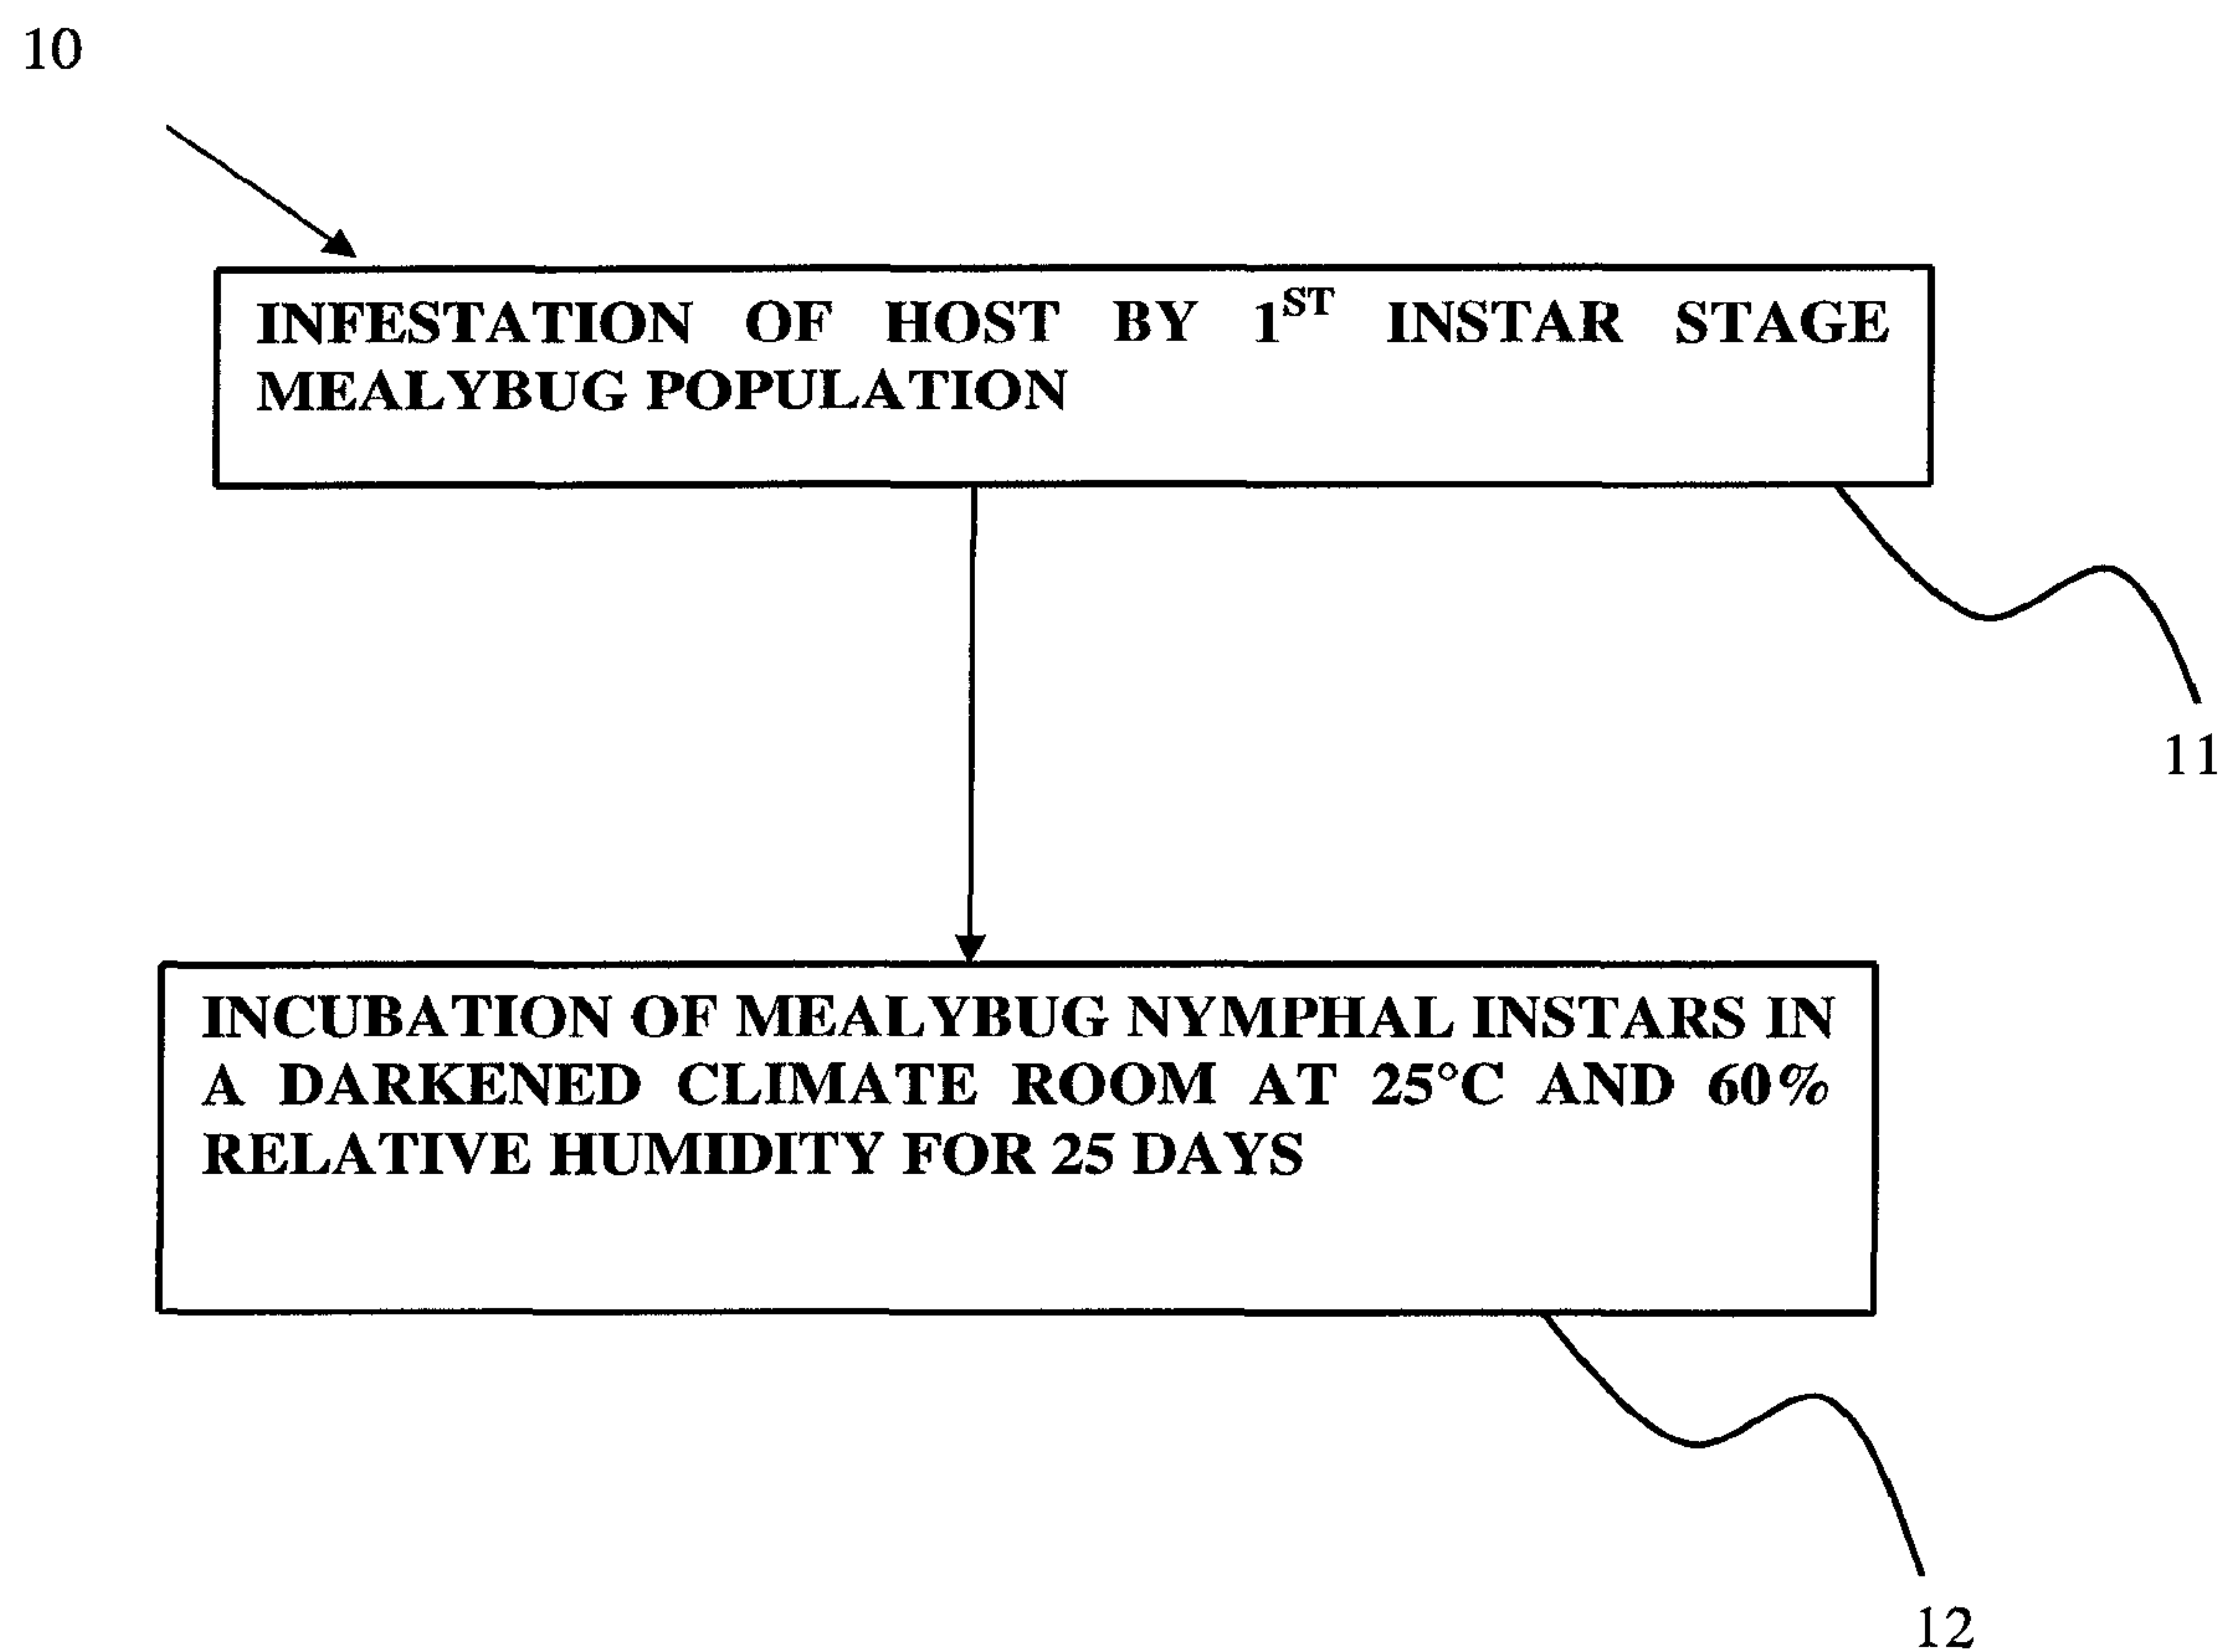 10
INFESTATION OF HOST BY 1ST INSTAR STAGE
MEALYBUG POPULATION
11
INCUBATION OF MEALYBUG NYMPHAL INSTARS IN
A DARKENED CLIMATE ROOM AT 25°C AND 60%
RELATIVE HUMIDITY FOR 25 DAYS
12